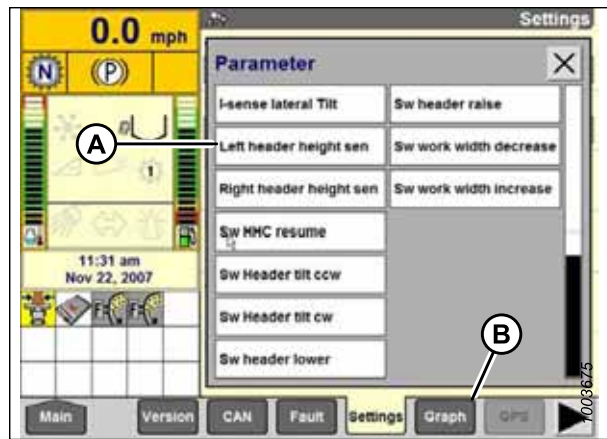 0.0 mph
Settings
N
(P)
Parameter
I-sense lateral Tilt
Sw header raise
Left header height sen
Sw work width decrease
Right header height sen
Sw work width increase
Sw HHC resume
Sw Header tilt ccw
Sw Header tilt cw
Sw header lower
A
1
11:31 am
Nov 22, 2007
F
F
B
1003675
Main
Version
CAN
Fault
Settings
Graph
GPS